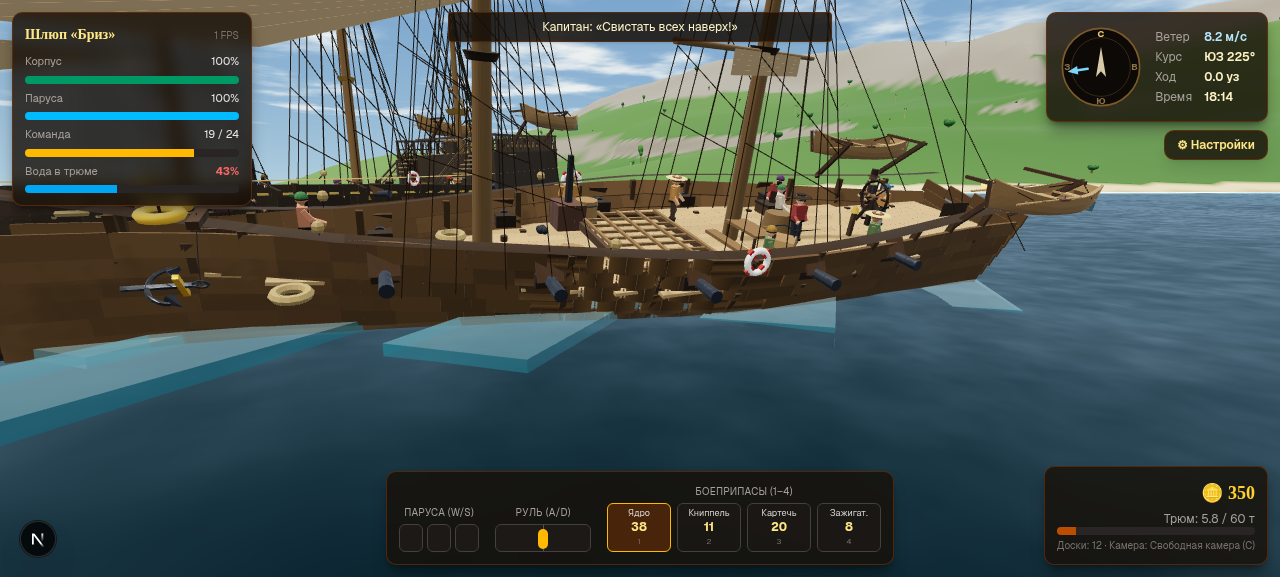 Шлюп «Бриз»
1 FPS
Корпус 100%
Паруса 100%
Команда 19 / 24
Вода в трюме 43%
Капитан: «Свистать всех наверх!»
С
З В
Ю
Ветер 8.2 м/с
Курс ЮЗ 225°
Ход 0.0 уз
Время 18:14
⚙ Настройки
ПАРУСА (W/S)
РУЛЬ (A/D)
БОЕПРИПАСЫ (1–4)
Ядро
38
1
Книппель
11
2
Картечь
20
3
Зажигат.
8
4
350
Трюм: 5.8 / 60 т
Доски: 12 · Камера: Свободная камера (C)
N